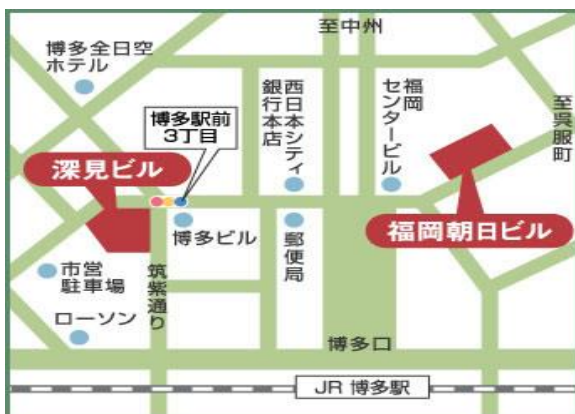 至中州
博多全日空
ホテル
博多駅前
3丁目
西日本シティ
銀行本店
福岡
センタービル
至呉服町
深見ビル
福岡朝日ビル
博多ビル
郵便局
市営
駐車場
筑紫通り
ローソン
博多口
JR 博多駅